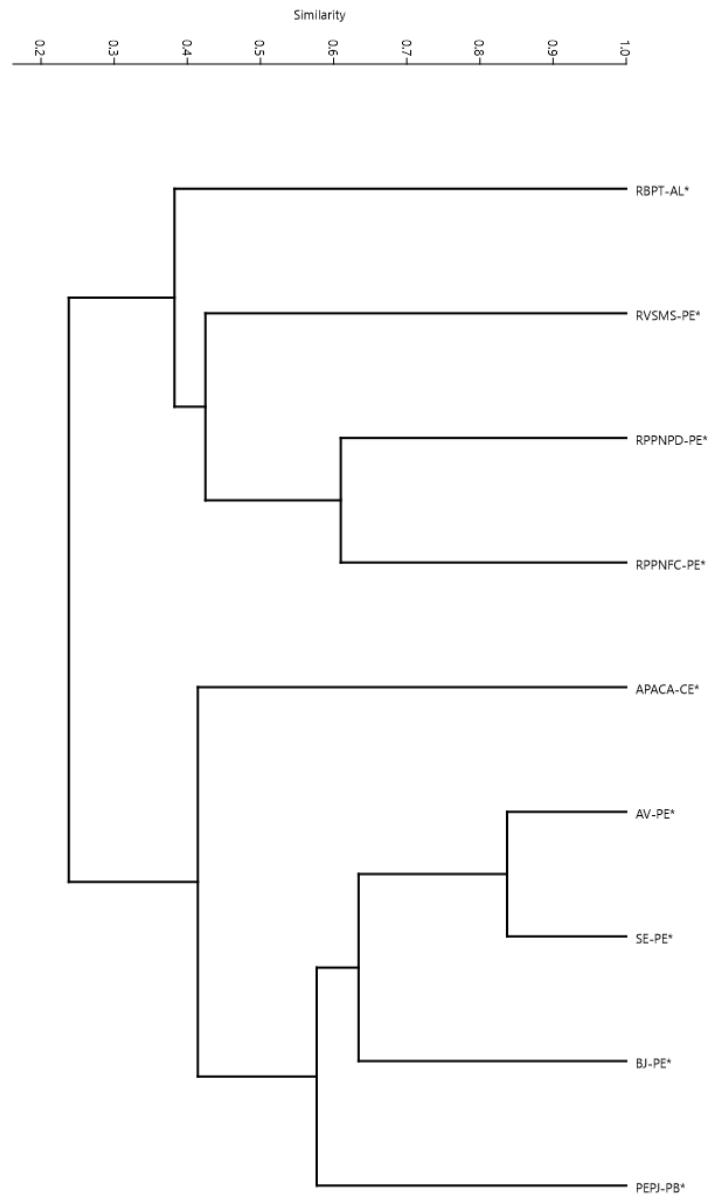 Similarity
0.2 0.3 0.4 0.5 0.6 0.7 0.8 0.9 1.0
RBPT-AL*
RVSMS-PE*
RPPNPD-PE*
RPPNFC-PE*
APACA-CE*
AV-PE*
SE-PE*
BJ-PE*
PEPJ-PB*